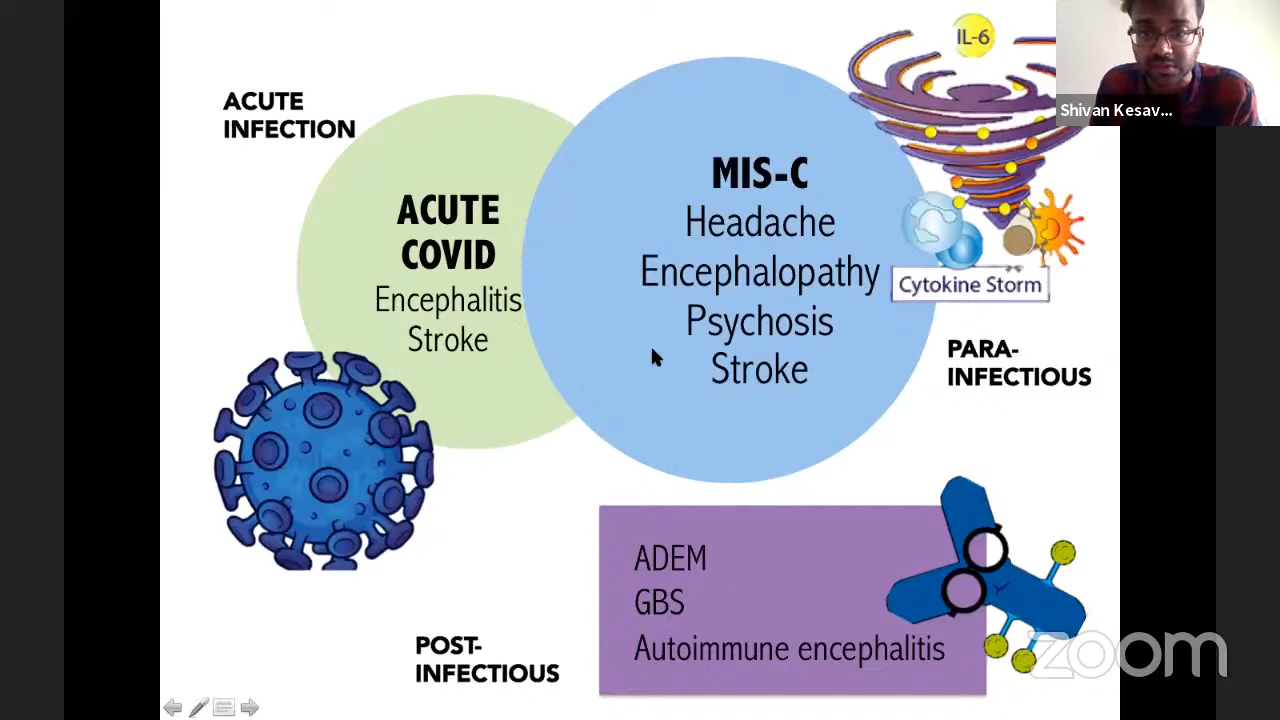 IL-6
Shivan Kesav...
ACUTE
INFECTION
ACUTE
COVID
Encephalitis
Stroke
MIS-C
Headache
Encephalopathy
Psychosis
Stroke
Cytokine Storm
PARA-
INFECTIOUS
ADEM
GBS
Autoimmune encephalitis
POST-
INFECTIOUS
zoom